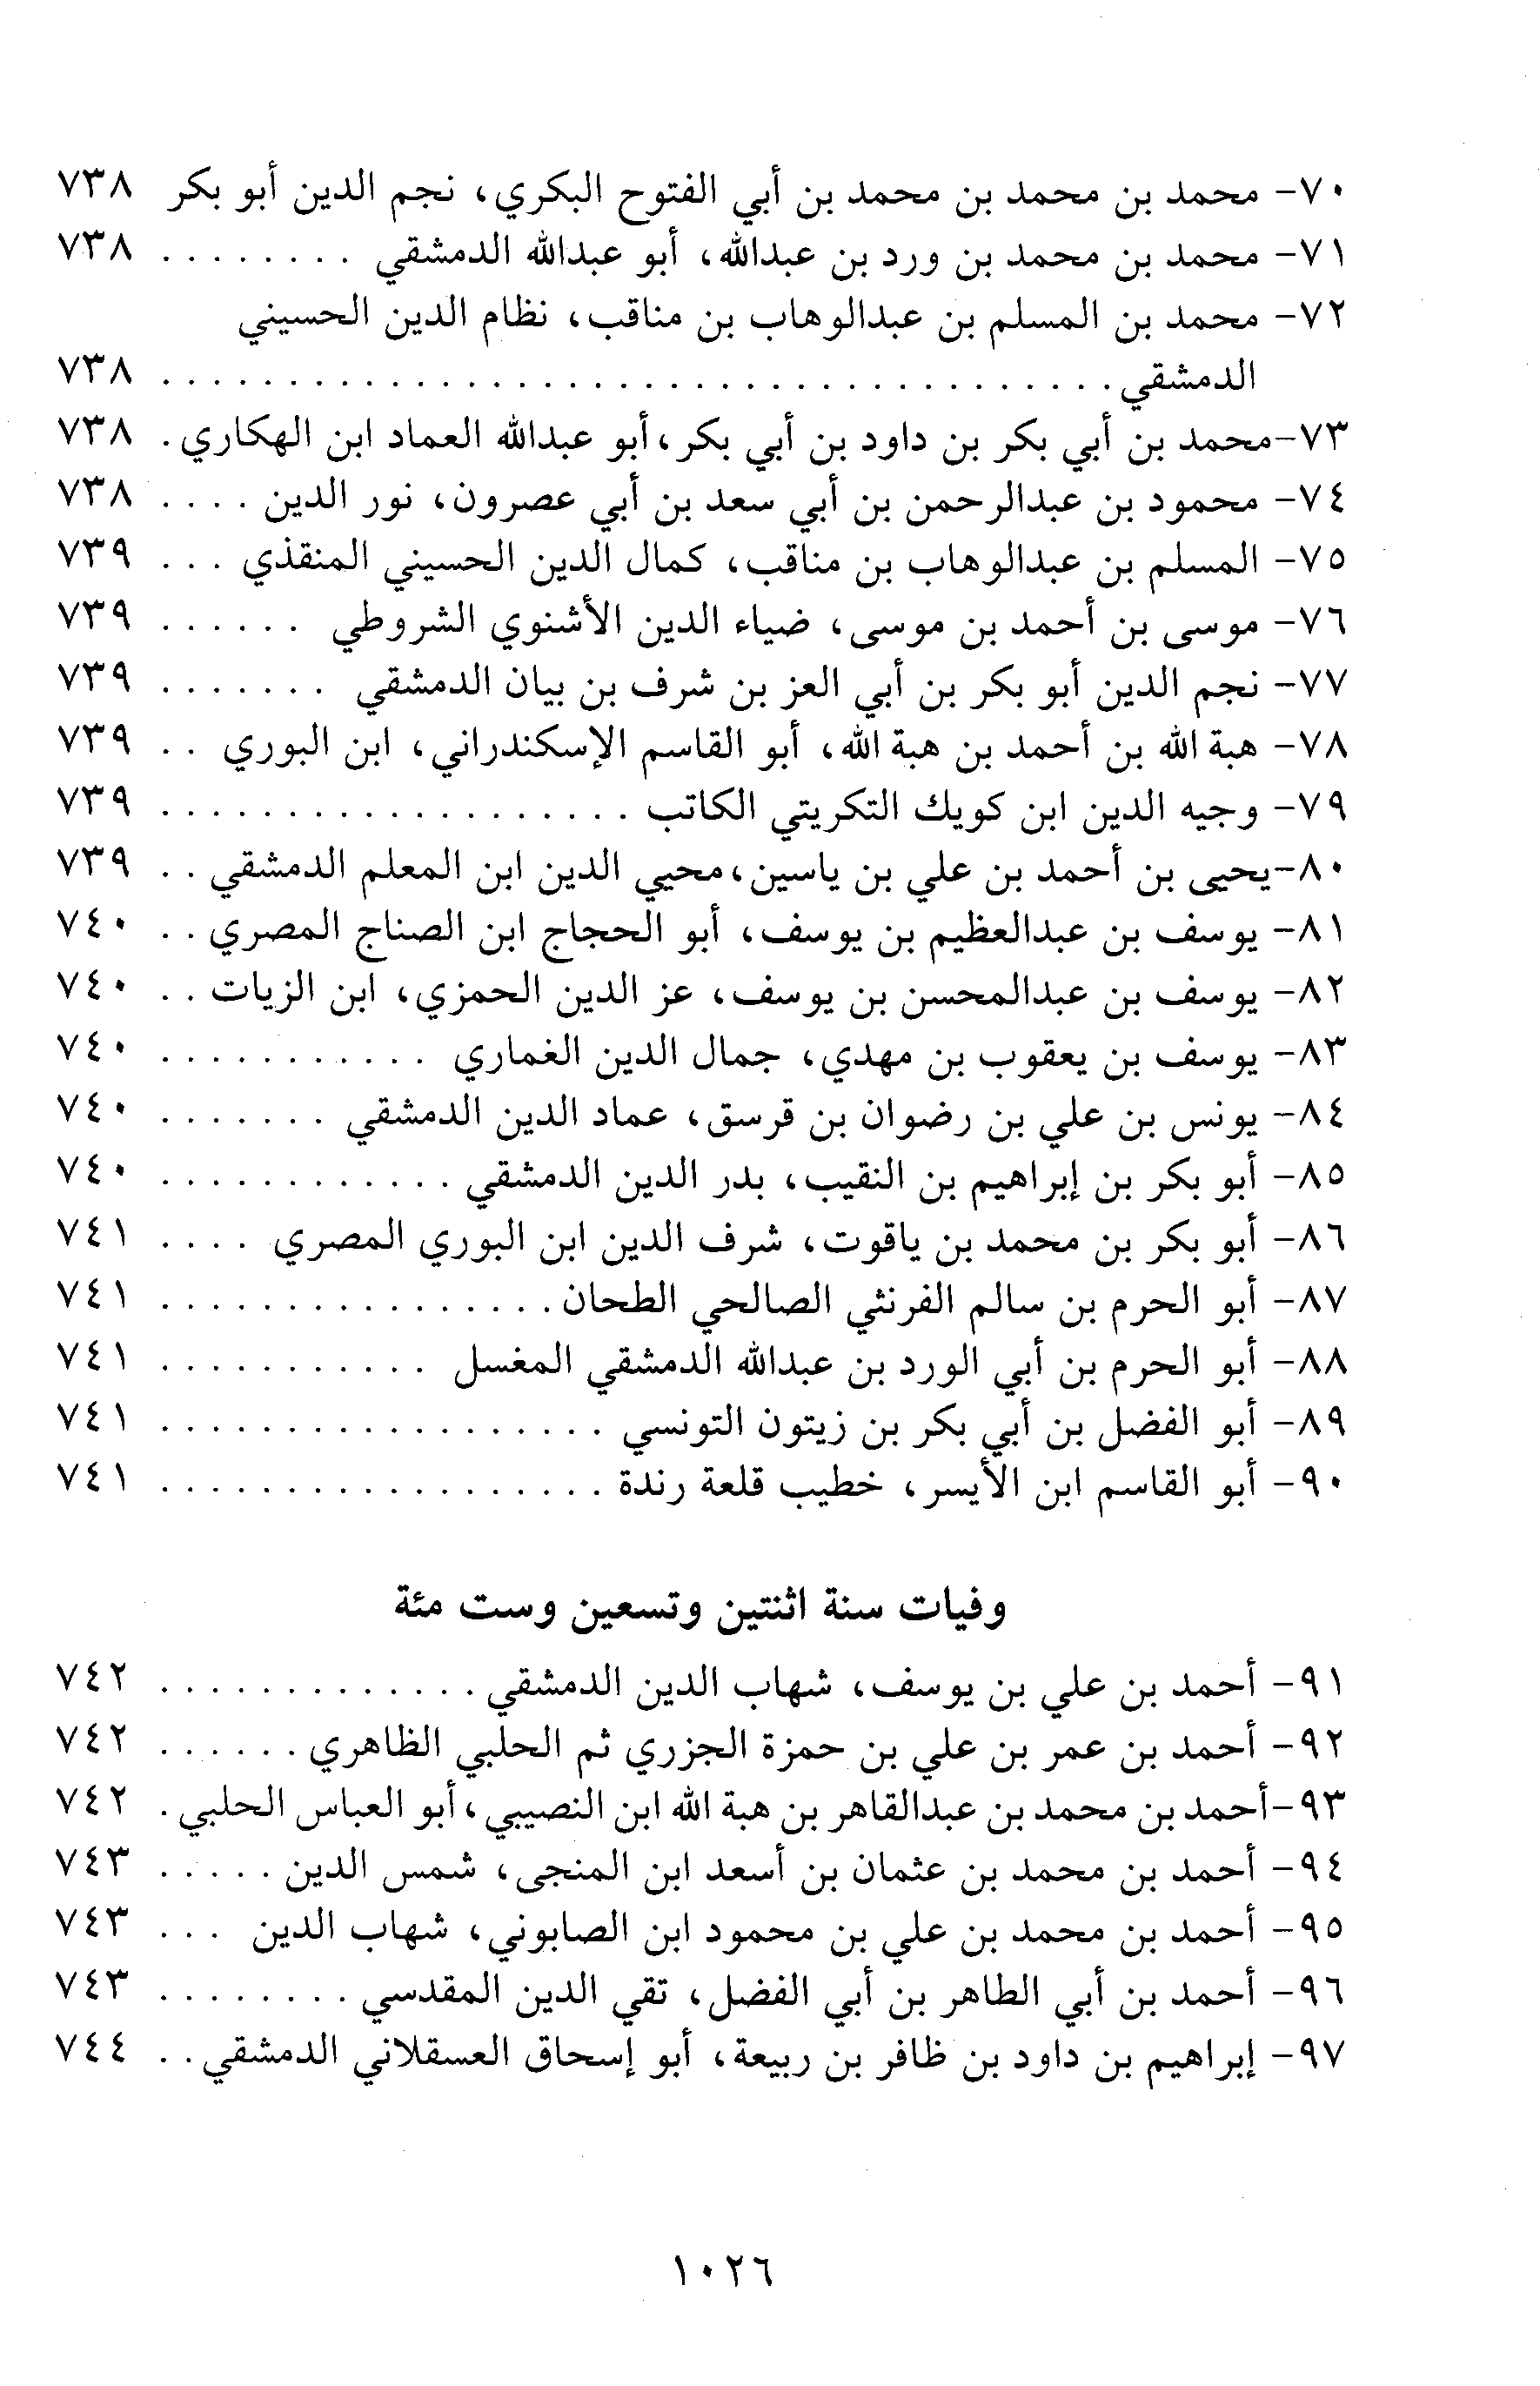 ٧٠- محمد بن محمد بن محمد بن أبي الفتوح البكري، نجم الدين أبو بكر ٧٣٨
٧١- محمد بن محمد بن ورد بن عبدالله، أبو عبدالله الدمشقي . . . . . . . . ٧٣٨
٧٢- محمد بن المسلم بن عبدالوهاب بن مناقب، نظام الدين الحسيني
الدمشقي . . . . . . . . . . . . . . . . . . . . . . . . . . . . . . . . . . . . . . ٧٣٨
٧٣-محمد بن أبي بكر بن داود بن أبي بكر،أبو عبدالله العماد ابن الهكاري . ٧٣٨
٧٤- محمود بن عبدالرحمن بن أبي سعد بن أبي عصرون، نور الدين . . . . ٧٣٨
٧٥- المسلم بن عبدالوهاب بن مناقب، كمال الدين الحسيني المنقذي . . . ٧٣٩
٧٦- موسى بن أحمد بن موسى، ضياء الدين الأشنوي الشروطي . . . . . . ٧٣٩
٧٧- نجم الدين أبو بكر بن أبي العز بن شرف بن بيان الدمشقي . . . . . . . ٧٣٩
٧٨- هبة الله بن أحمد بن هبة الله، أبو القاسم الإسكندراني، ابن البوري . . ٧٣٩
٧٩- وجيه الدين ابن كويك التكريتي الكاتب . . . . . . . . . . . . . . . . . . . ٧٣٩
٨٠-يحيى بن أحمد بن علي بن ياسين،محيي الدين ابن المعلم الدمشقي . . ٧٣٩
٨١- يوسف بن عبدالعظيم بن يوسف، أبو الحجاج ابن الصناج المصري . . ٧٤٠
٨٢- يوسف بن عبدالمحسن بن يوسف، عز الدين الحمزي، ابن الزيات . . ٧٤٠
٨٣- يوسف بن يعقوب بن مهدي، جمال الدين الغماري . . . . . . . . . . . ٧٤٠
٨٤- يونس بن علي بن رضوان بن قرسق، عماد الدين الدمشقي . . . . . . . ٧٤٠
٨٥- أبو بكر بن إبراهيم بن النقيب، بدر الدين الدمشقي . . . . . . . . . . . . ٧٤٠
٨٦- أبو بكر بن محمد بن ياقوت، شرف الدين ابن البوري المصري . . . . ٧٤١
٨٧- أبو الحرم بن سالم الفرنثي الصالحي الطحان . . . . . . . . . . . . . . . . ٧٤١
٨٨- أبو الحرم بن أبي الورد بن عبدالله الدمشقي المغسل . . . . . . . . . . . ٧٤١
٨٩- أبو الفضل بن أبي بكر بن زيتون التونسي . . . . . . . . . . . . . . . . . . ٧٤١
٩٠- أبو القاسم ابن الأيسر، خطيب قلعة رندة . . . . . . . . . . . . . . . . . . ٧٤١
وفيات سنة اثنتين وتسعين وست مئة
٩١- أحمد بن علي بن يوسف، شهاب الدين الدمشقي . . . . . . . . . . . . . ٧٤٢
٩٢- أحمد بن عمر بن علي بن حمزة الجزري ثم الحلبي الظاهري . . . . . . ٧٤٢
٩٣-أحمد بن محمد بن عبدالقاهر بن هبة الله ابن النصيبي،أبو العباس الحلبي . ٧٤٢
٩٤- أحمد بن محمد بن عثمان بن أسعد ابن المنجى، شمس الدين . . . . . ٧٤٣
٩٥- أحمد بن محمد بن علي بن محمود ابن الصابوني، شهاب الدين . . . ٧٤٣
٩٦- أحمد بن أبي الطاهر بن أبي الفضل، تقي الدين المقدسي . . . . . . . . ٧٤٣
٩٧- إبراهيم بن داود بن ظافر بن ربيعة، أبو إسحاق العسقلاني الدمشقي . . ٧٤٤
١٠٢٦